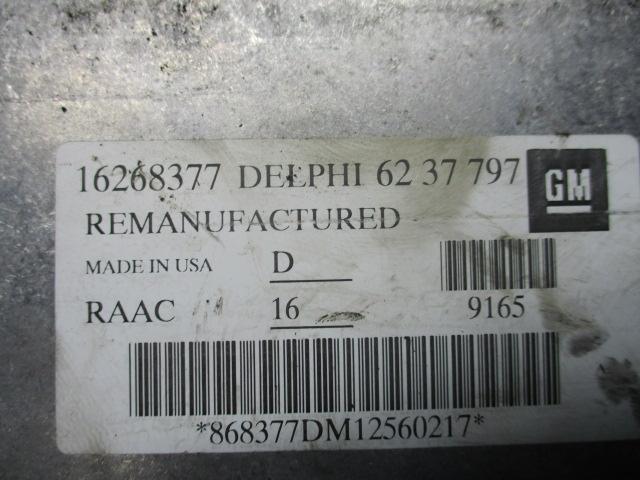 16268377 DELPHI 62 37 797
GM
REMANUFACTURED
MADE IN USA D
RAAC 16 9165
*868377DM12560217*